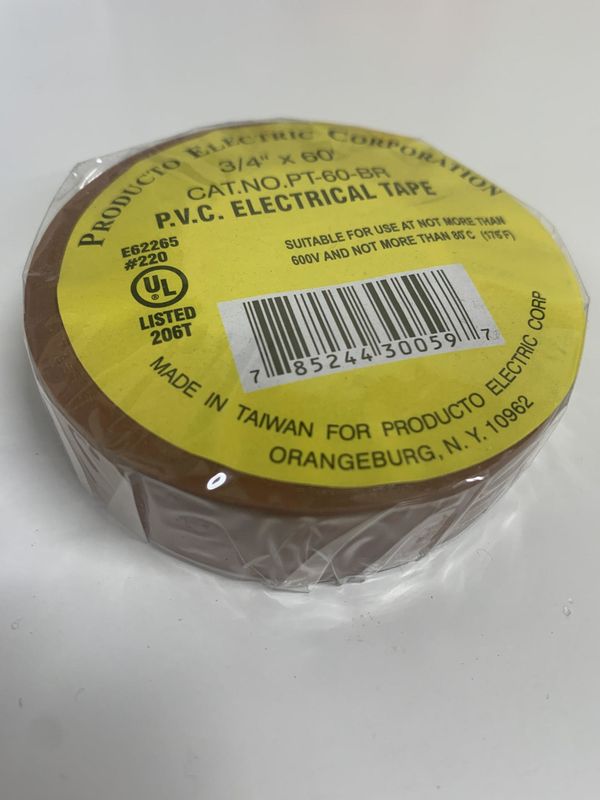 PRODUCTO ELECTRIC CORPORATION
3/4" X 60'
CAT.NO.PT-60-BR
P.V.C. ELECTRICAL TAPE
E62265
#220
UL
LISTED
206T
SUITABLE FOR USE AT NOT MORE THAN
600V AND NOT MORE THAN 80°C (176°F)
7 85244 30059 7
MADE IN TAIWAN FOR PRODUCTO ELECTRIC CORP
ORANGEBURG, N.Y. 10962